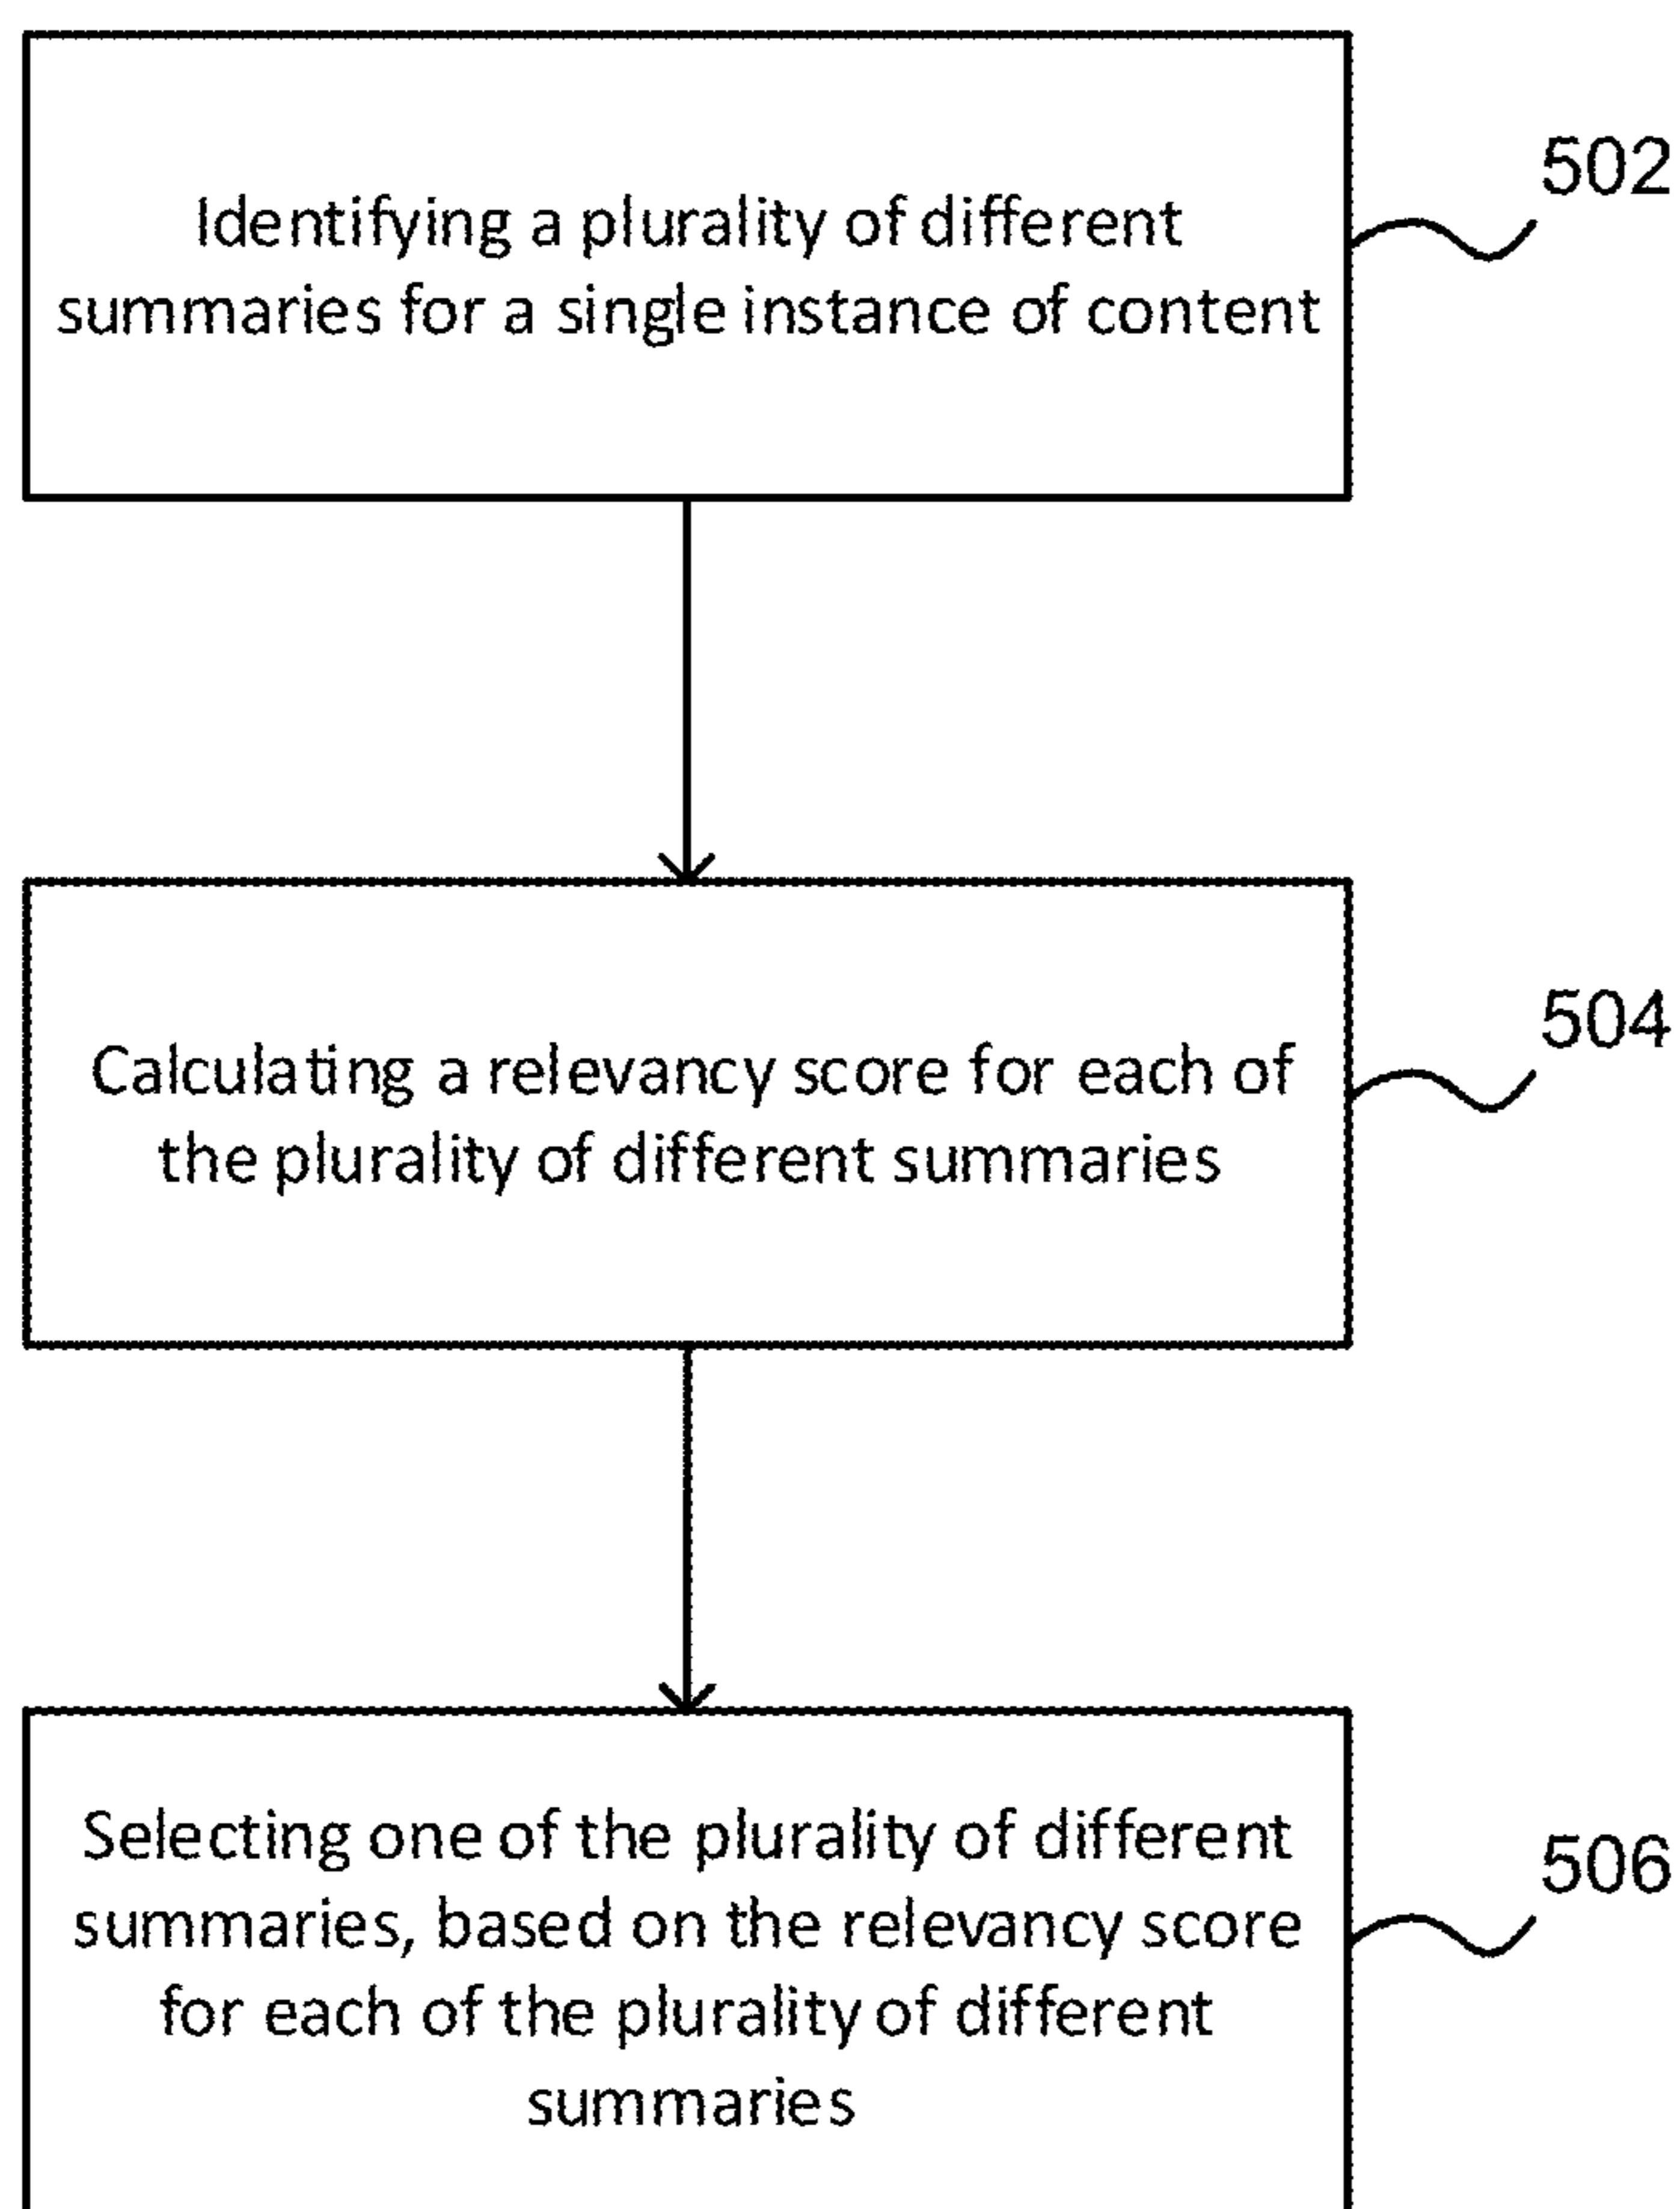 Identifying a plurality of different
summaries for a single instance of content
502
Calculating a relevancy score for each of
the plurality of different summaries
504
Selecting one of the plurality of different
summaries, based on the relevancy score
for each of the plurality of different
summaries
506